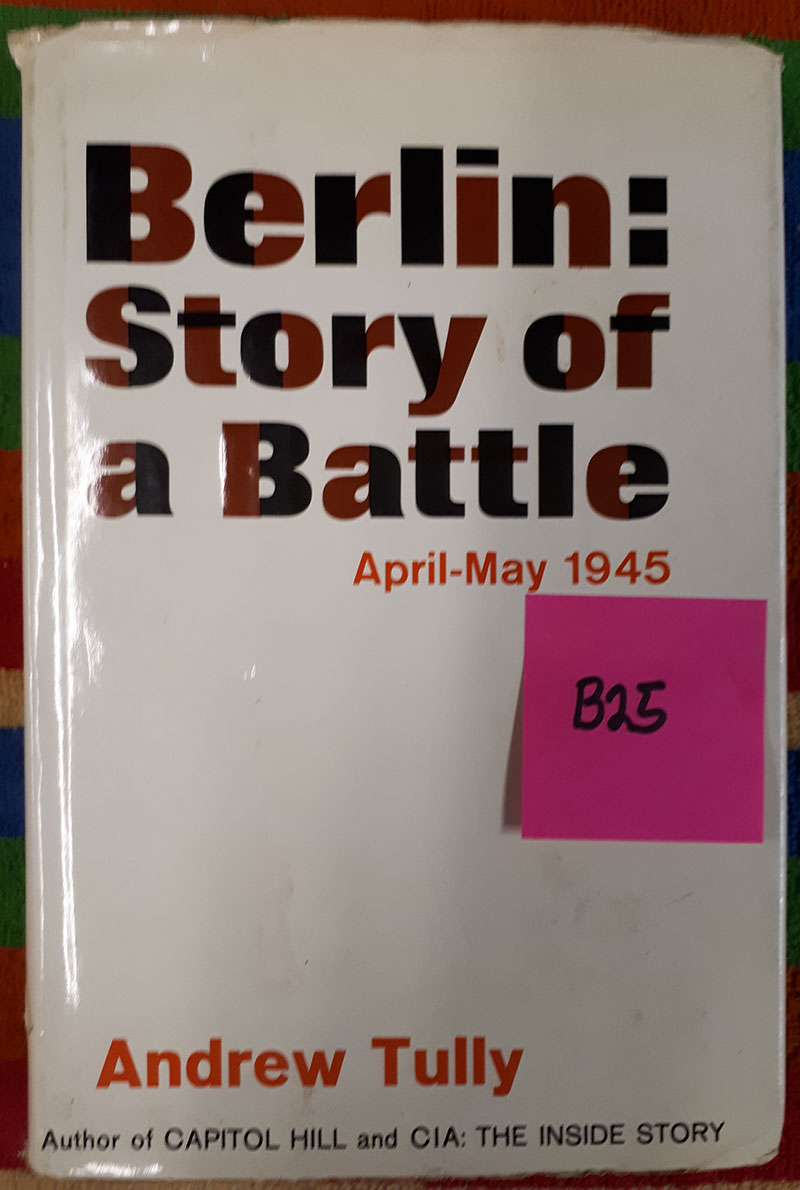 Berlin:
Story of
a Battle
April-May 1945
B25
Andrew Tully
Author of CAPITOL HILL and CIA: THE INSIDE STORY